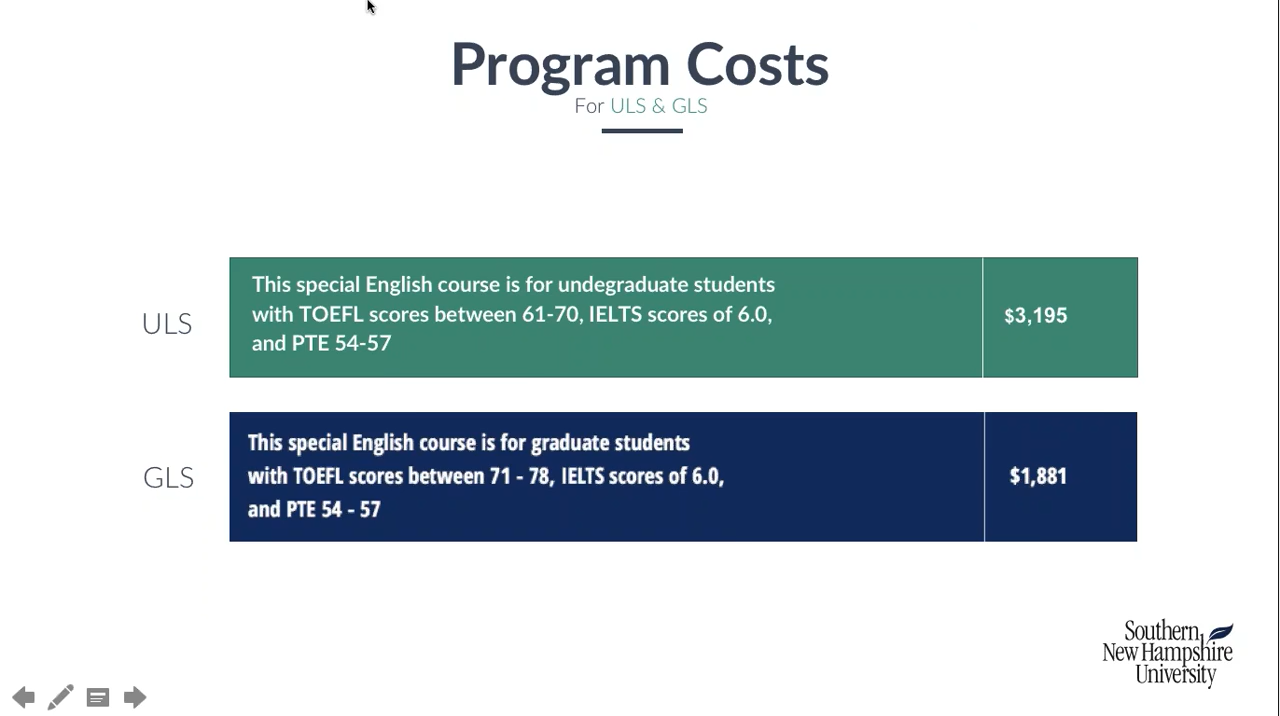 Program Costs
For ULS & GLS
ULS
This special English course is for undegraduate students
with TOEFL scores between 61-70, IELTS scores of 6.0,
and PTE 54-57
$3,195
GLS
This special English course is for graduate students
with TOEFL scores between 71 - 78, IELTS scores of 6.0,
and PTE 54 - 57
$1,881
Southern
New Hampshire
University